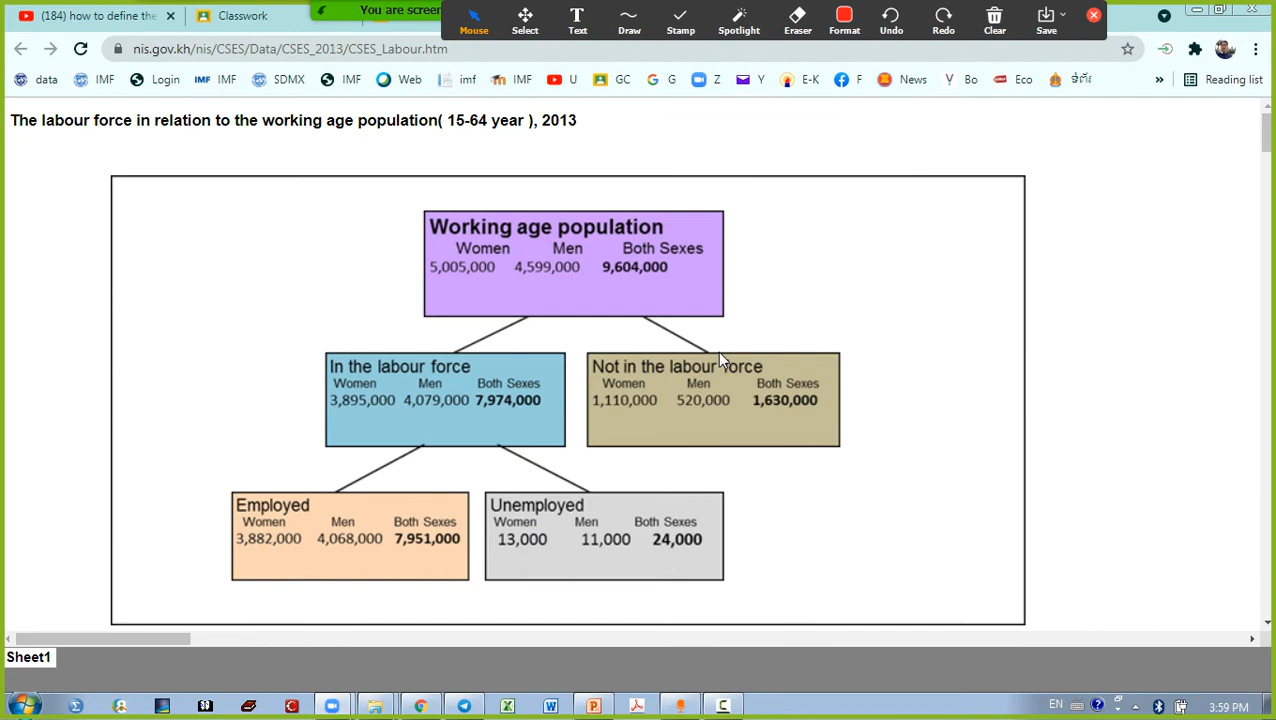 (184) how to define the
Classwork
You are screen
Mouse Select Text Draw Stamp Spotlight Eraser Format Undo Redo Clear Save
nis.gov.kh/nis/CSES/Data/CSES_2013/CSES_Labour.htm
data IMF Login IMF IMF SDMX IMF Web imf IMF U GC G Z Y E-K F News Bo Eco » Reading list
The labour force in relation to the working age population( 15-64 year ), 2013
Working age population
Women Men Both Sexes
5,005,000 4,599,000 9,604,000
In the labour force
Women Men Both Sexes
3,895,000 4,079,000 7,974,000
Not in the labour force
Women Men Both Sexes
1,110,000 520,000 1,630,000
Employed
Women Men Both Sexes
3,882,000 4,068,000 7,951,000
Unemployed
Women Men Both Sexes
13,000 11,000 24,000
Sheet1
EN 3:59 PM